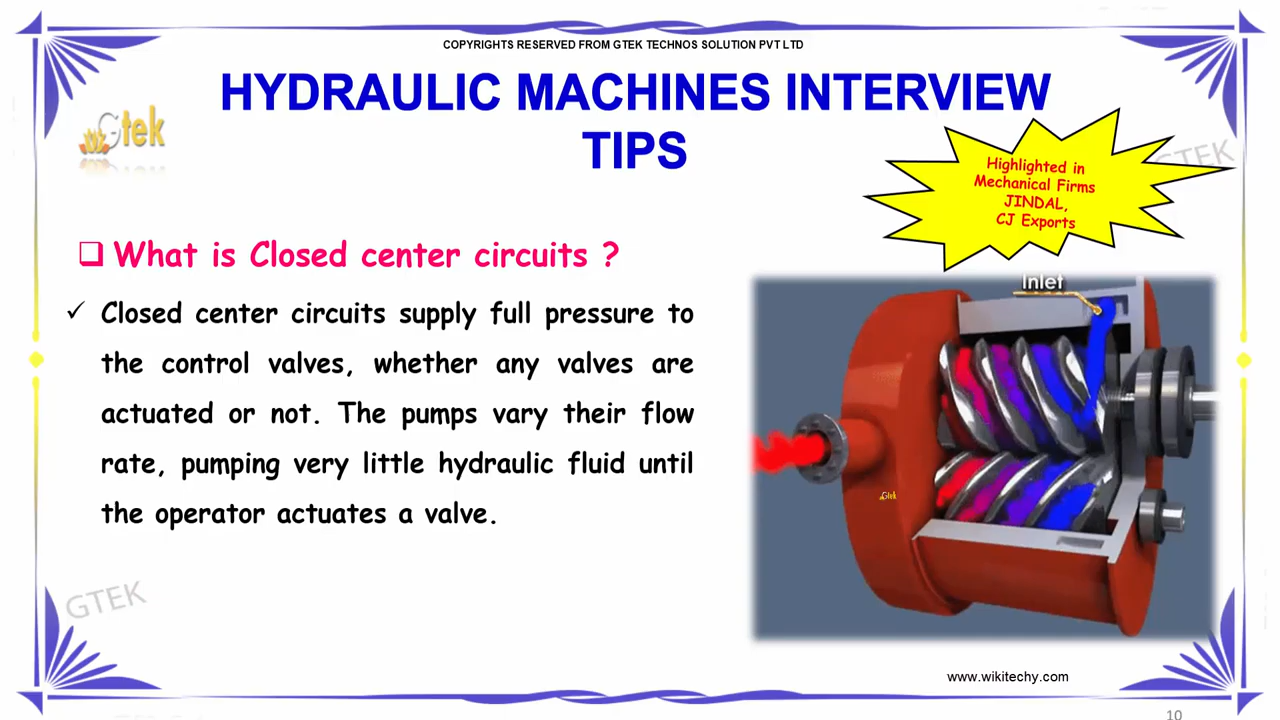 COPYRIGHTS RESERVED FROM GTEK TECHNOS SOLUTION PVT LTD
HYDRAULIC MACHINES INTERVIEW
TIPS
Gtek
GTEK
Highlighted in
Mechanical Firms
JINDAL,
CJ Exports
What is Closed center circuits ?
Closed center circuits supply full pressure to
the control valves, whether any valves are
actuated or not. The pumps vary their flow
rate, pumping very little hydraulic fluid until
the operator actuates a valve.
Inlet
Gtek
GTEK
www.wikitechy.com
10